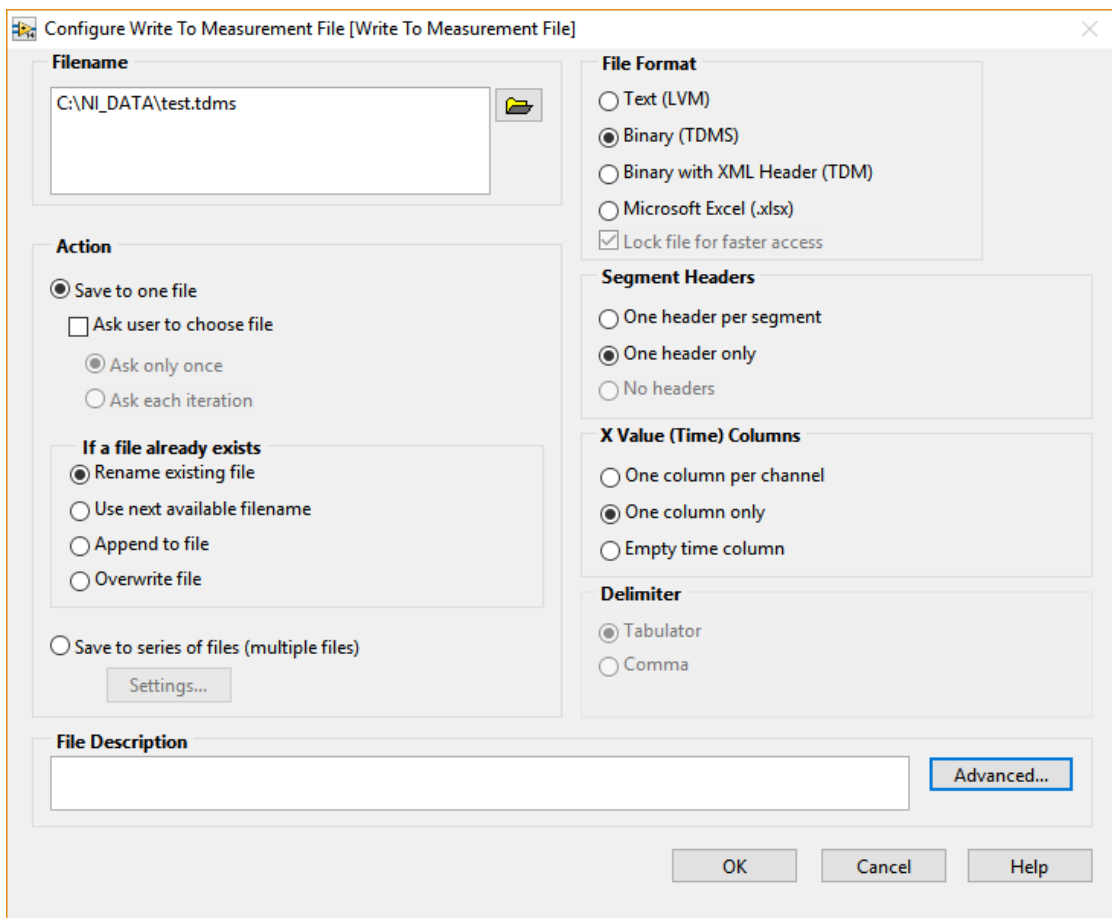 Configure Write To Measurement File [Write To Measurement File]
Filename
C:\NI_DATA\test.tdms
Action
Save to one file
Ask user to choose file
Ask only once
Ask each iteration
If a file already exists
Rename existing file
Use next available filename
Append to file
Overwrite file
Save to series of files (multiple files)
Settings...
File Format
Text (LVM)
Binary (TDMS)
Binary with XML Header (TDM)
Microsoft Excel (.xlsx)
Lock file for faster access
Segment Headers
One header per segment
One header only
No headers
X Value (Time) Columns
One column per channel
One column only
Empty time column
Delimiter
Tabulator
Comma
File Description
Advanced...
OK
Cancel
Help